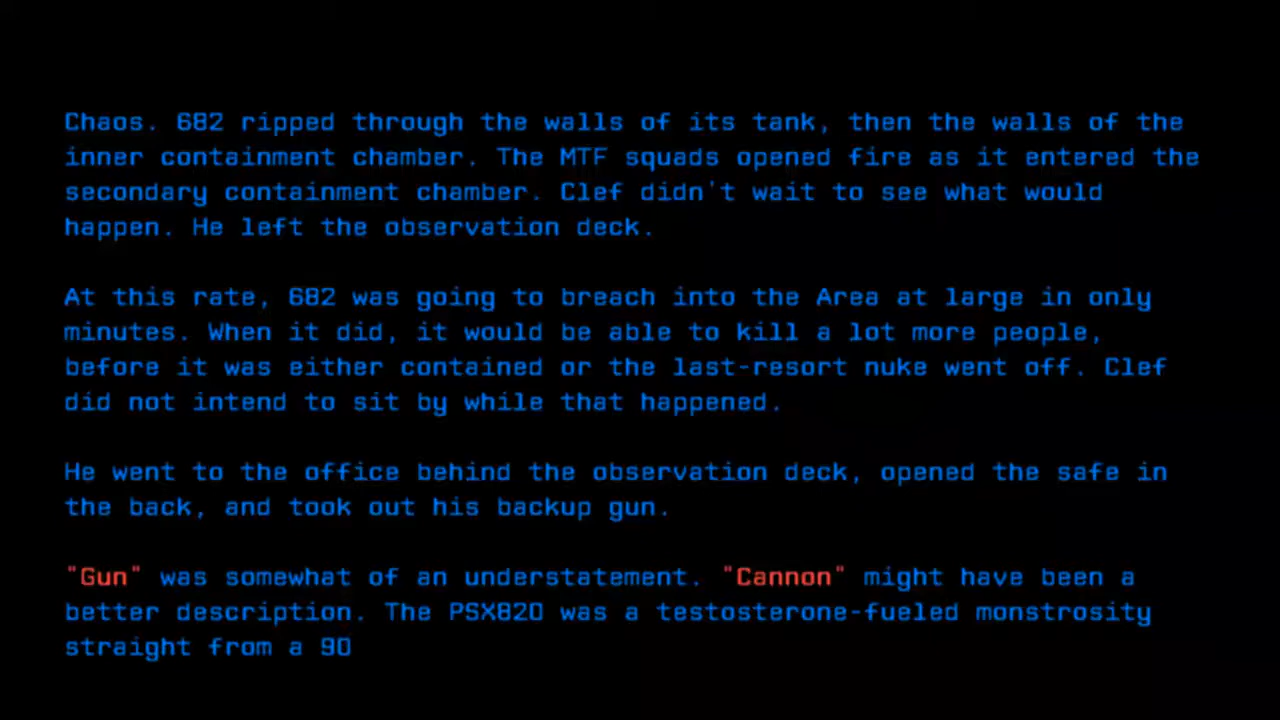 Chaos. 682 ripped through the walls of its tank, then the walls of the
inner containment chamber. The MTF squads opened fire as it entered the
secondary containment chamber. Clef didn't wait to see what would
happen. He left the observation deck.
At this rate, 682 was going to breach into the Area at large in only
minutes. When it did, it would be able to kill a lot more people,
before it was either contained or the last-resort nuke went off. Clef
did not intend to sit by while that happened.
He went to the office behind the observation deck, opened the safe in
the back, and took out his backup gun.
"Gun" was somewhat of an understatement. "Cannon" might have been a
better description. The PSX820 was a testosterone-fueled monstrosity
straight from a 90